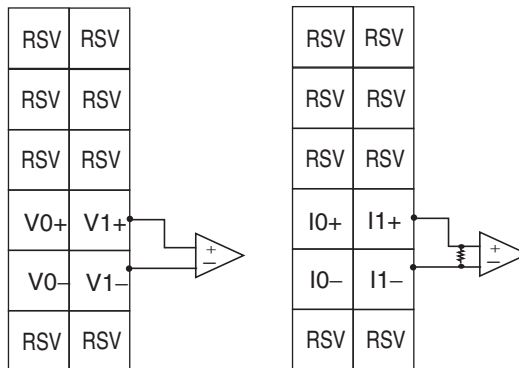 RSV RSV RSV RSV
RSV RSV RSV RSV
RSV RSV RSV RSV
V0+ V1+ + I0+ I1+ +
V0– V1– – I0– I1– –
RSV RSV RSV RSV